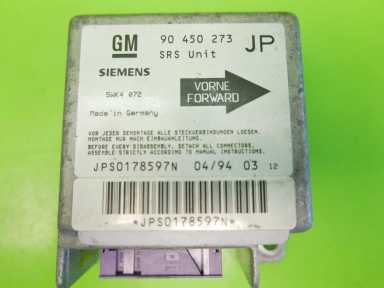 GM 90 450 273 JP
SRS Unit
SIEMENS
5WK4 072
VORNE
FORWARD
Made in Germany
VOR JEDER DEMONTAGE ALLE STECKVERBINDUNGEN LOESEN.
MONTAGE NUR NACH EINBAUANLEITUNG.
BEFORE EVERY DISASSEMBLY, DETACH ALL CONNECTORS.
ASSEMBLE STRICTLY ACCORDING TO MANUAL INSTRUCTIONS.
JPS0178597N 04/94 03 12
*JPS0178597N*